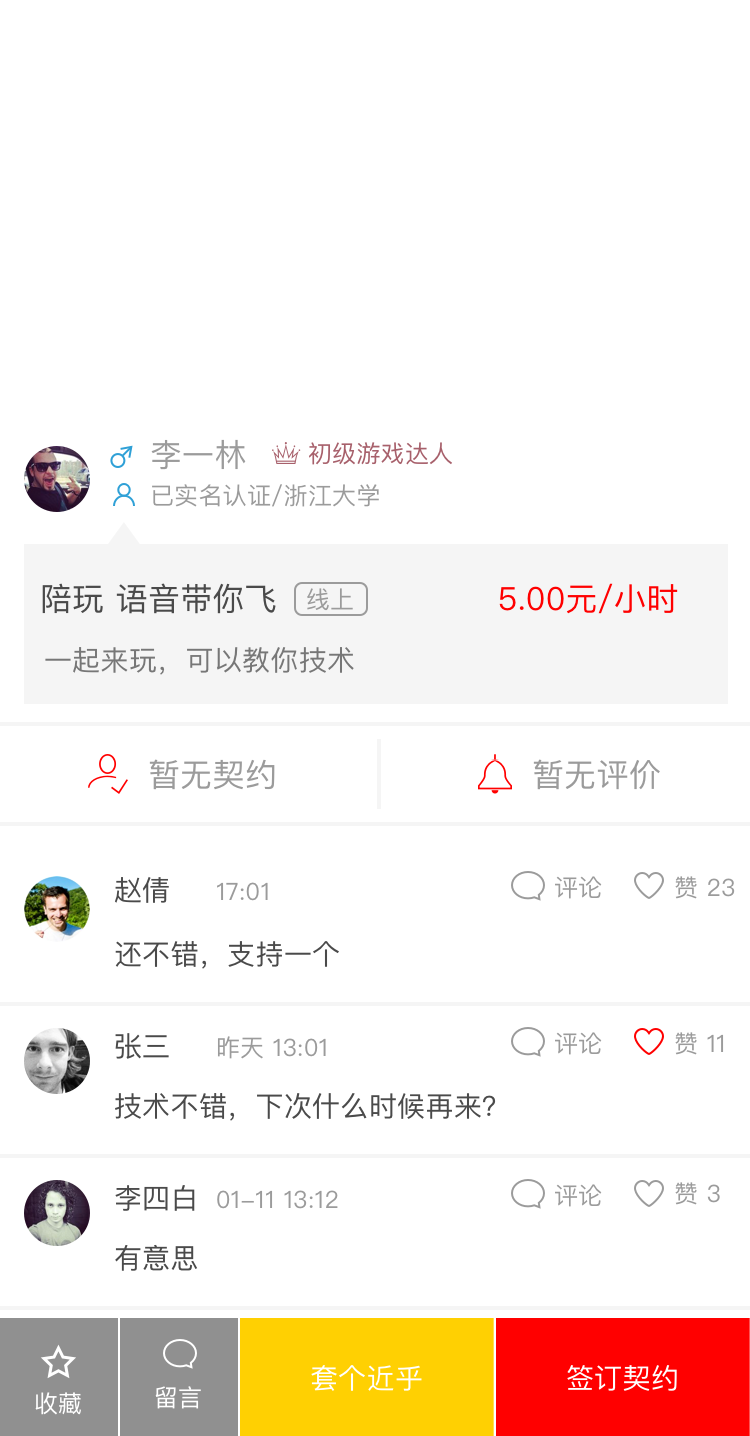 李一林 初级游戏达人
已实名认证/浙江大学
陪玩 语音带你飞 线上 5.00元/小时
一起来玩，可以教你技术
暂无契约 暂无评价
赵倩 17:01 评论 赞 23
还不错，支持一个
张三 昨天 13:01 评论 赞 11
技术不错，下次什么时候再来？
李四白 01-11 13:12 评论 赞 3
有意思
收藏 留言 套个近乎 签订契约